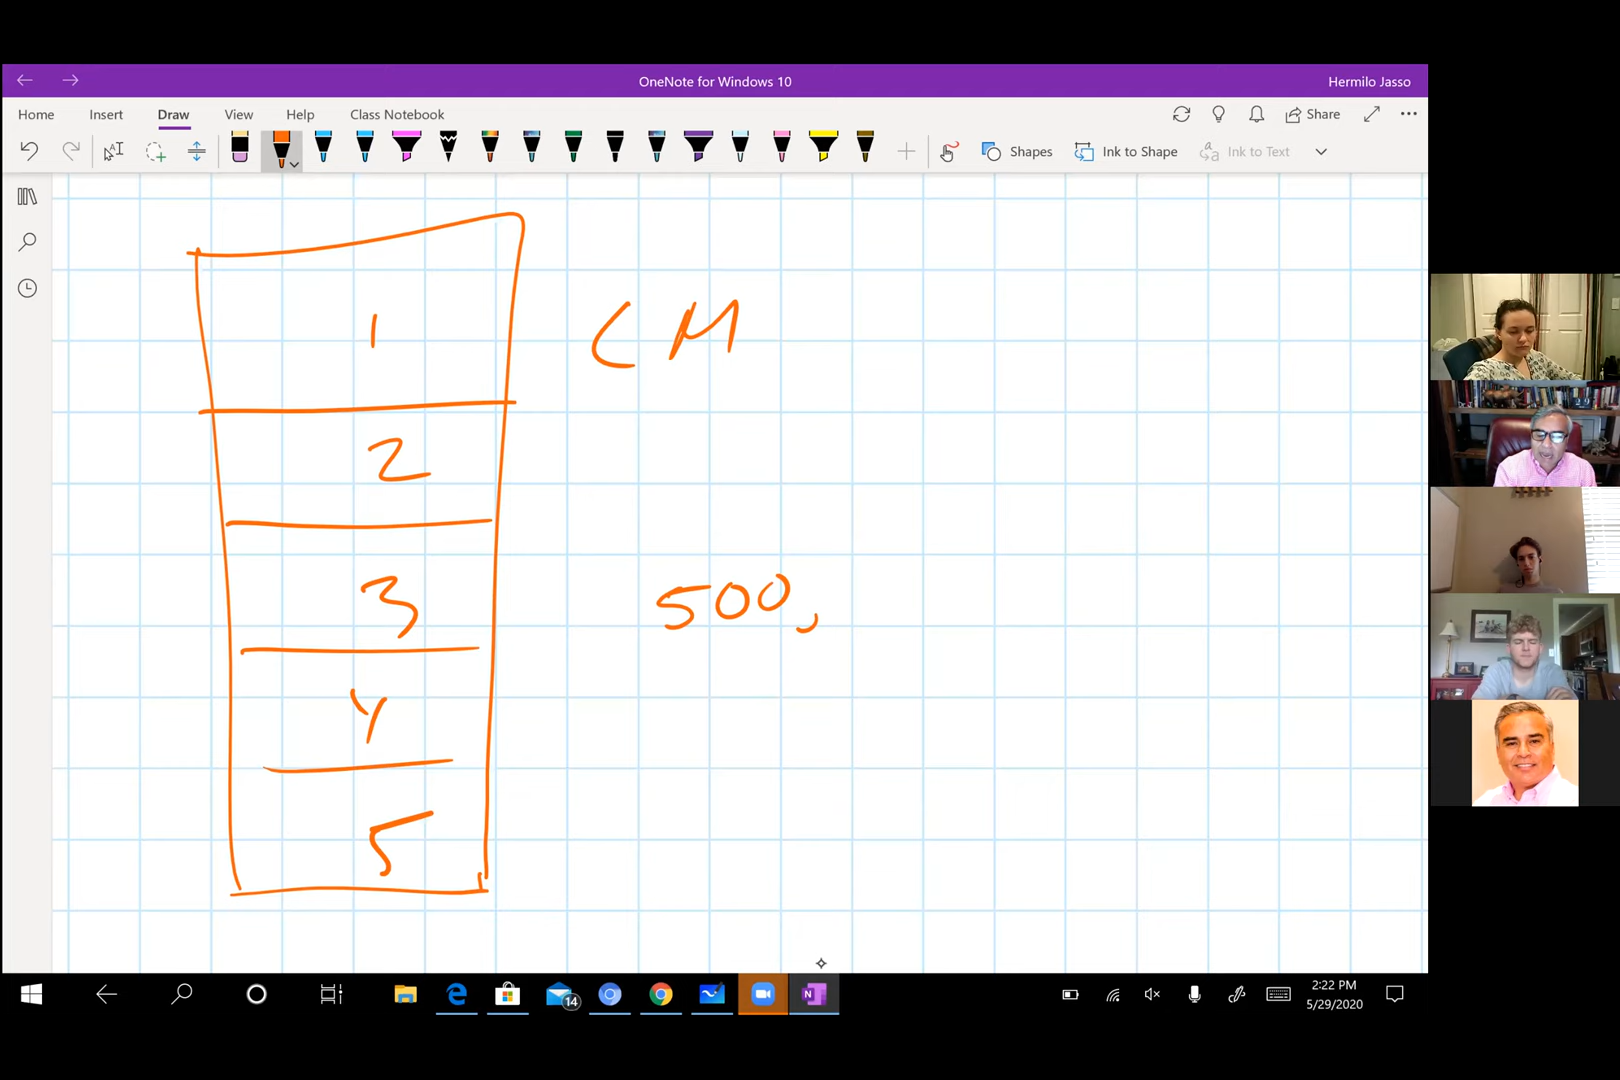 OneNote for Windows 10
Hermilo Jasso
Home Insert Draw View Help Class Notebook
Share
Shapes Ink to Shape Ink to Text
1
CM
2
3
500,
4
5
14
2:22 PM
5/29/2020